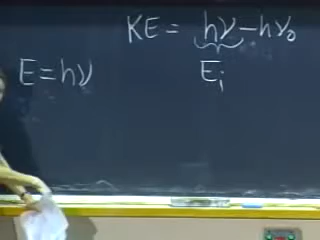 KE = hν - hν₀
E = hν
Eᵢ